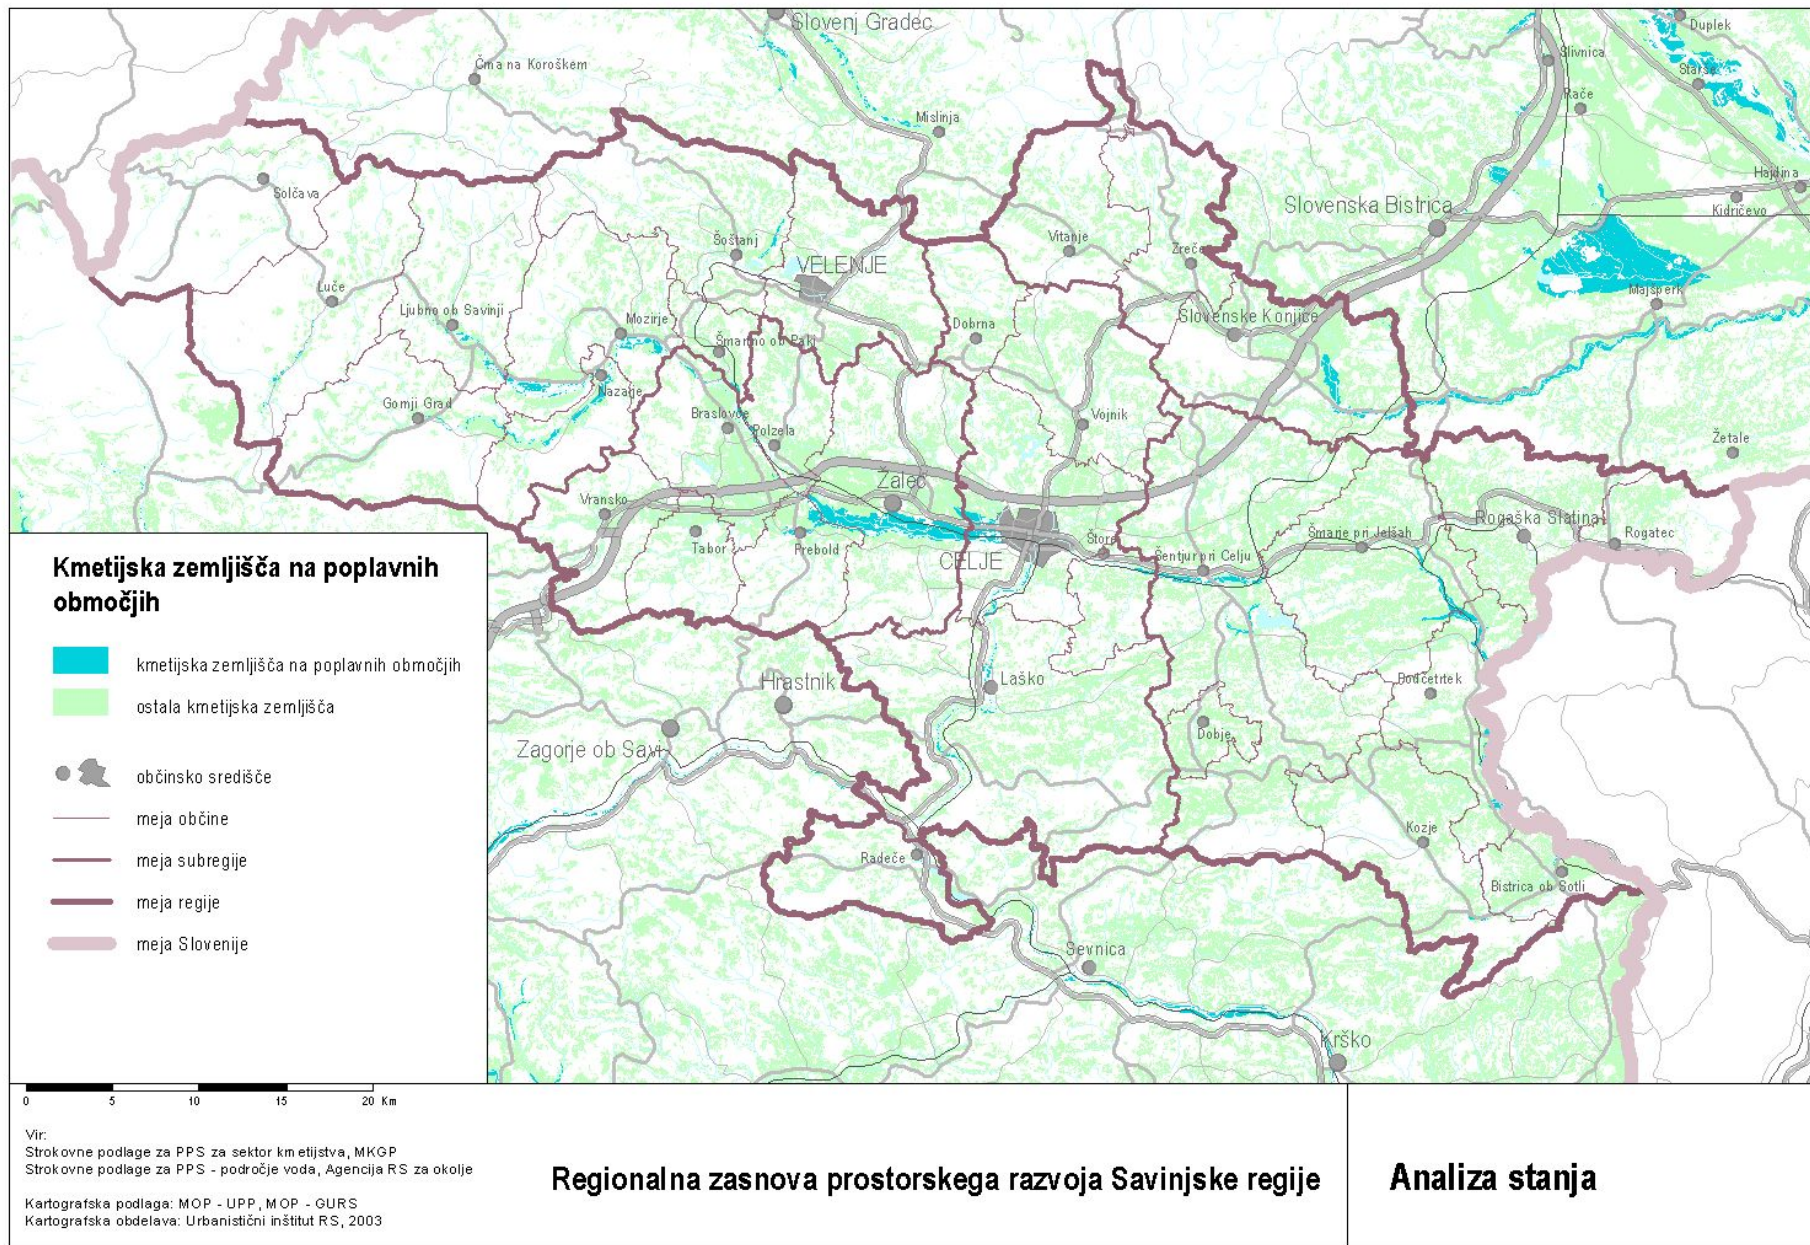 Slovenj Gradec
Duplek
Slivnica
Črna na Koroškem
Starše
Rače
Mislinja
Hajdina
Solčava
Kidričevo
Slovenska Bistrica
Šoštanj
Vitanje
Zreče
VELENJE
Luče
Majšperk
Ljubno ob Savinji
Mozirje
Dobrna
Slovenske Konjice
Šmartno ob Paki
Nazarje
Gornji Grad
Braslovče
Vojnik
Polzela
Žetale
Žalec
Vransko
Rogaška Slatina
Tabor
Prebold
Štore
Šmarje pri Jelšah
Rogatec
CELJE
Šentjur pri Celju
Laško
Hrastnik
Podčetrtek
Dobje
Zagorje ob Savi
Kozje
Radeče
Bistrica ob Sotli
Sevnica
Krško
Kmetijska zemljišča na poplavnih
območjih
kmetijska zemljišča na poplavnih območjih
ostala kmetijska zemljišča
občinsko središče
meja občine
meja subregije
meja regije
meja Slovenije
0 5 10 15 20 Km
Vir:
Strokovne podlage za PPS za sektor kmetijstva, MKGP
Strokovne podlage za PPS - področje voda, Agencija RS za okolje
Kartografska podlaga: MOP - UPP, MOP - GURS
Kartografska obdelava: Urbanistični inštitut RS, 2003
Regionalna zasnova prostorskega razvoja Savinjske regije
Analiza stanja